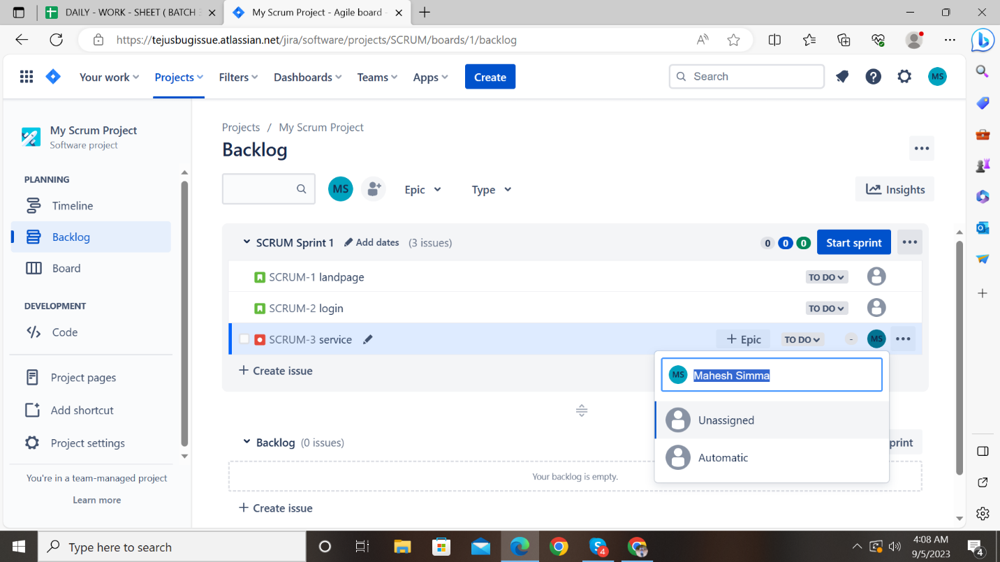 DAILY - WORK - SHEET ( BATCH
My Scrum Project - Agile board -
https://tejusbugissue.atlassian.net/jira/software/projects/SCRUM/boards/1/backlog
Your work Projects Filters Dashboards Teams Apps Create Search MS
My Scrum Project
Software project
PLANNING
Timeline
Backlog
Board
DEVELOPMENT
Code
Project pages
Add shortcut
Project settings
You're in a team-managed project
Learn more
Projects / My Scrum Project
Backlog
MS Epic Type Insights
SCRUM Sprint 1 Add dates (3 issues) 0 0 0 Start sprint
SCRUM-1 landpage TO DO
SCRUM-2 login TO DO
SCRUM-3 service + Epic TO DO - MS
+ Create issue
MS Mahesh Simma
Unassigned
Automatic
Backlog (0 issues) print
Your backlog is empty.
+ Create issue
Type here to search
4
4:08 AM
9/5/2023
4